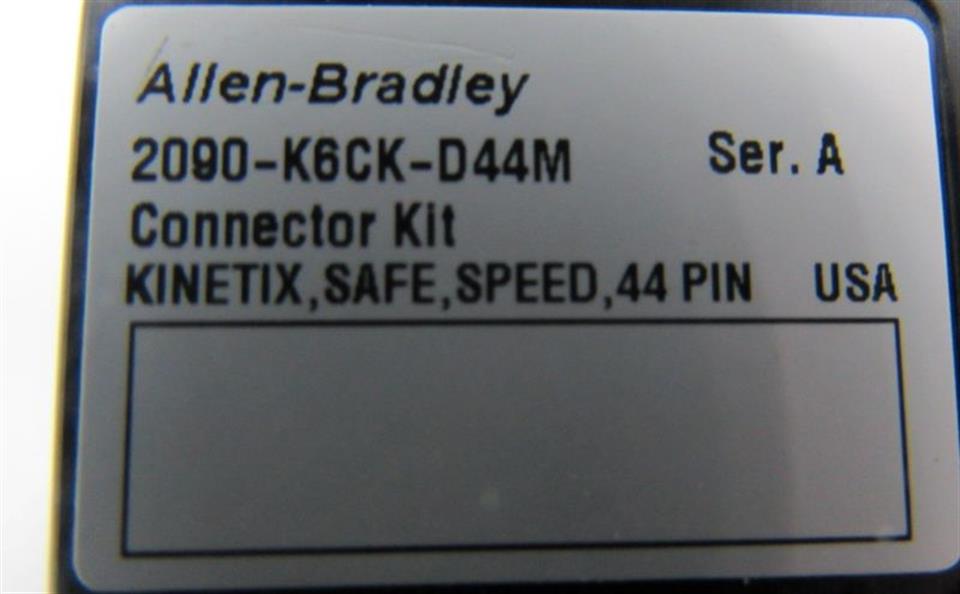 Allen-Bradley
2090-K6CK-D44M Ser. A
Connector Kit
KINETIX,SAFE,SPEED,44 PIN USA